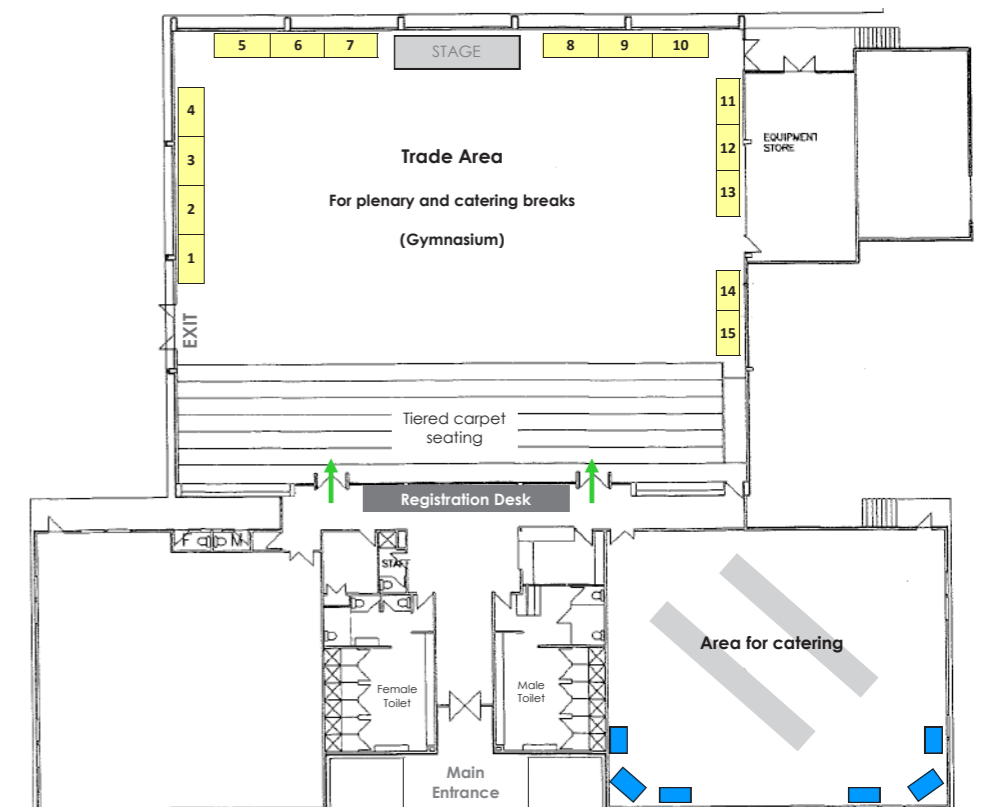 5 6 7 STAGE 8 9 10
4
3
2
1
11
12
13
14
15
EQUIPMENT
STORE
Trade Area
For plenary and catering breaks
(Gymnasium)
EXIT
Tiered carpet
seating
Registration Desk
F M
STAFF
Female
Toilet
Male
Toilet
Area for catering
Main
Entrance